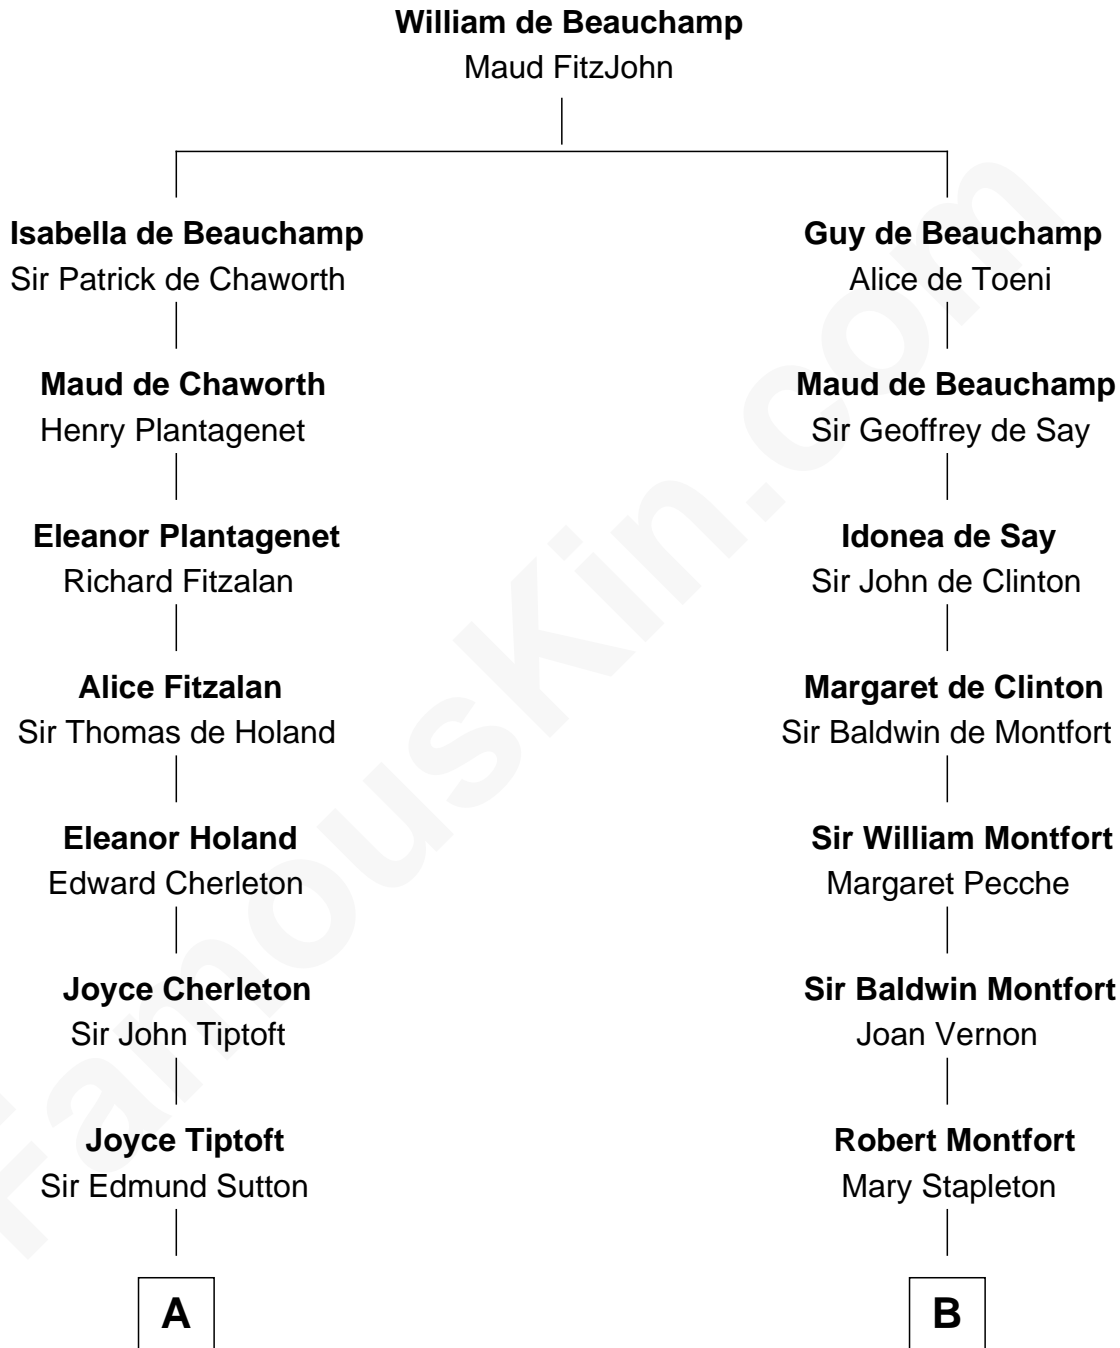 William de Beauchamp
Maud FitzJohn
Isabella de Beauchamp
Sir Patrick de Chaworth
Guy de Beauchamp
Alice de Toeni
Maud de Chaworth
Henry Plantagenet
Maud de Beauchamp
Sir Geoffrey de Say
Eleanor Plantagenet
Richard Fitzalan
Idonea de Say
Sir John de Clinton
Alice Fitzalan
Sir Thomas de Holand
Margaret de Clinton
Sir Baldwin de Montfort
Eleanor Holand
Edward Cherleton
Sir William Montfort
Margaret Pecche
Joyce Cherleton
Sir John Tiptoft
Sir Baldwin Montfort
Joan Vernon
Joyce Tiptoft
Sir Edmund Sutton
Robert Montfort
Mary Stapleton
A
B
FamousKin.com